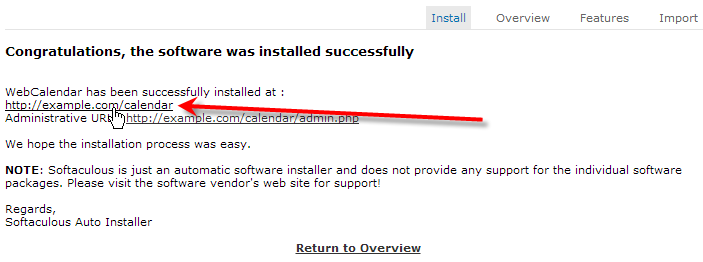 Install Overview Features Import
Congratulations, the software was installed successfully
WebCalendar has been successfully installed at :
http://example.com/calendar
Administrative URL http://example.com/calendar/admin.php
We hope the installation process was easy.
NOTE: Softaculous is just an automatic software installer and does not provide any support for the individual software
packages. Please visit the software vendor's web site for support!
Regards,
Softaculous Auto Installer
Return to Overview